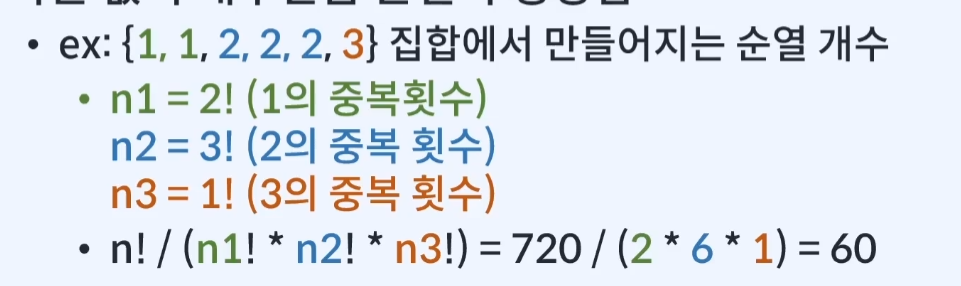 • ex: {1, 1, 2, 2, 2, 3} 집합에서 만들어지는 순열 개수
• n1 = 2! (1의 중복횟수)
n2 = 3! (2의 중복 횟수)
n3 = 1! (3의 중복 횟수)
• n! / (n1! * n2! * n3!) = 720 / (2 * 6 * 1) = 60